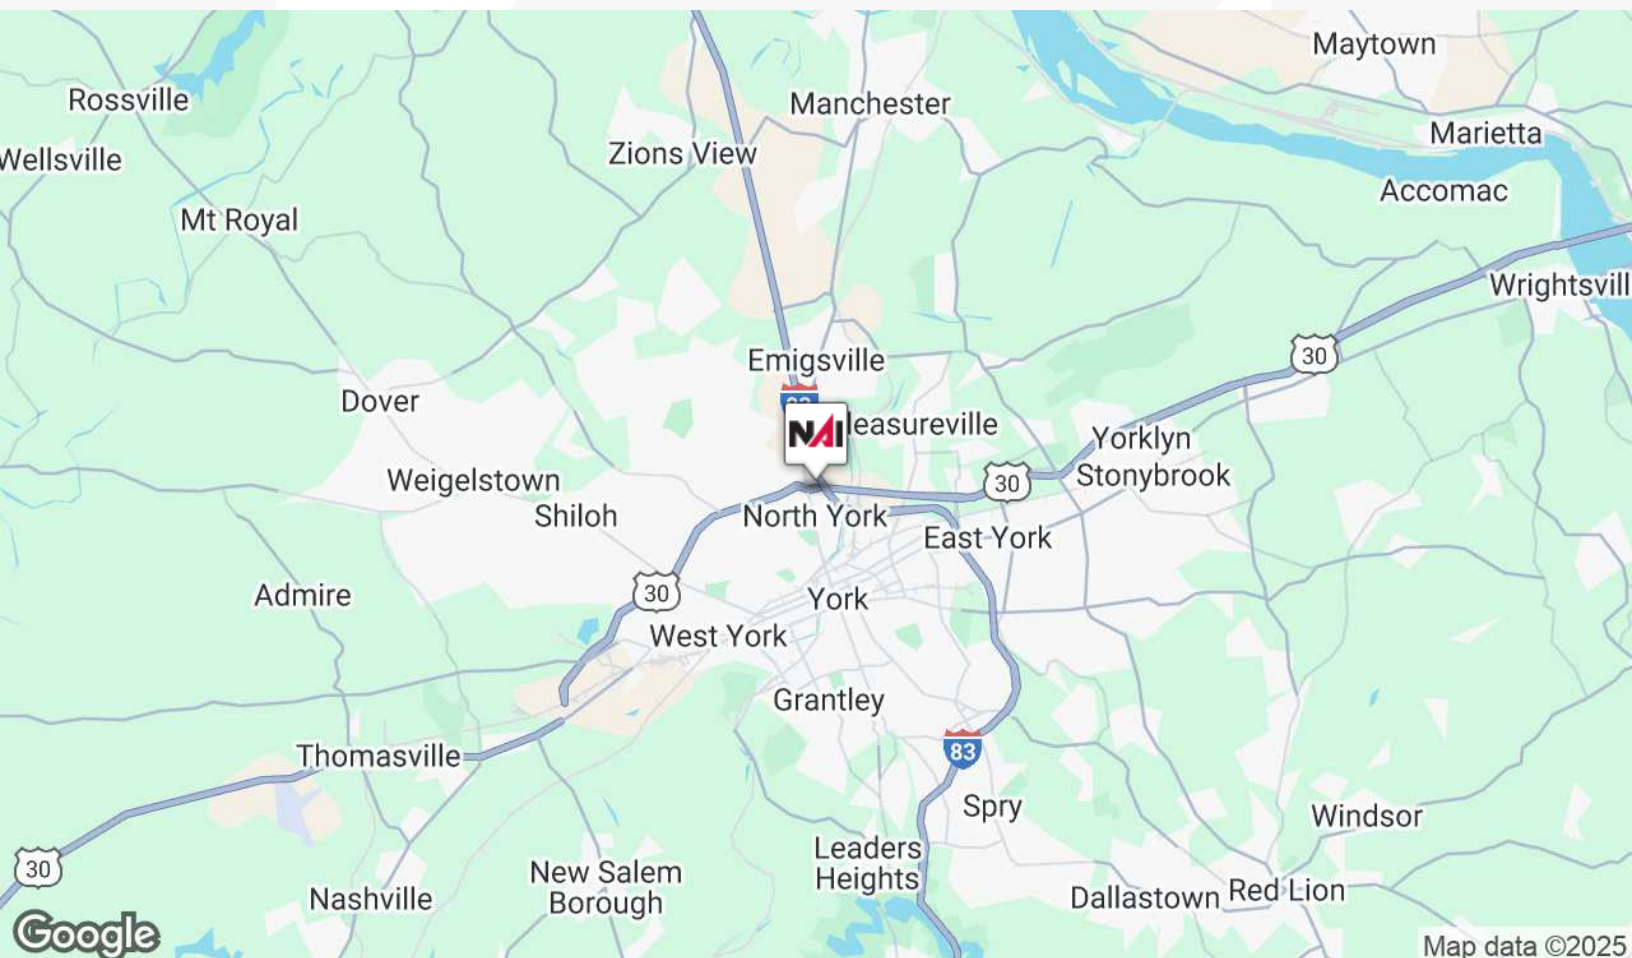 Maytown
Rossville
Manchester
Marietta
Zions View
Wellsville
Accomac
Mt Royal
Wrightsvill
30
Emigsville
83
Dover
NAI
leasureville
Yorklyn
Weigelstown
30
Stonybrook
Shiloh
North York
East York
Admire
30
York
West York
Grantley
Thomasville
83
Spry
Windsor
Leaders
Heights
30
New Salem
Borough
Nashville
Dallastown
Red Lion
Google
Map data ©2025